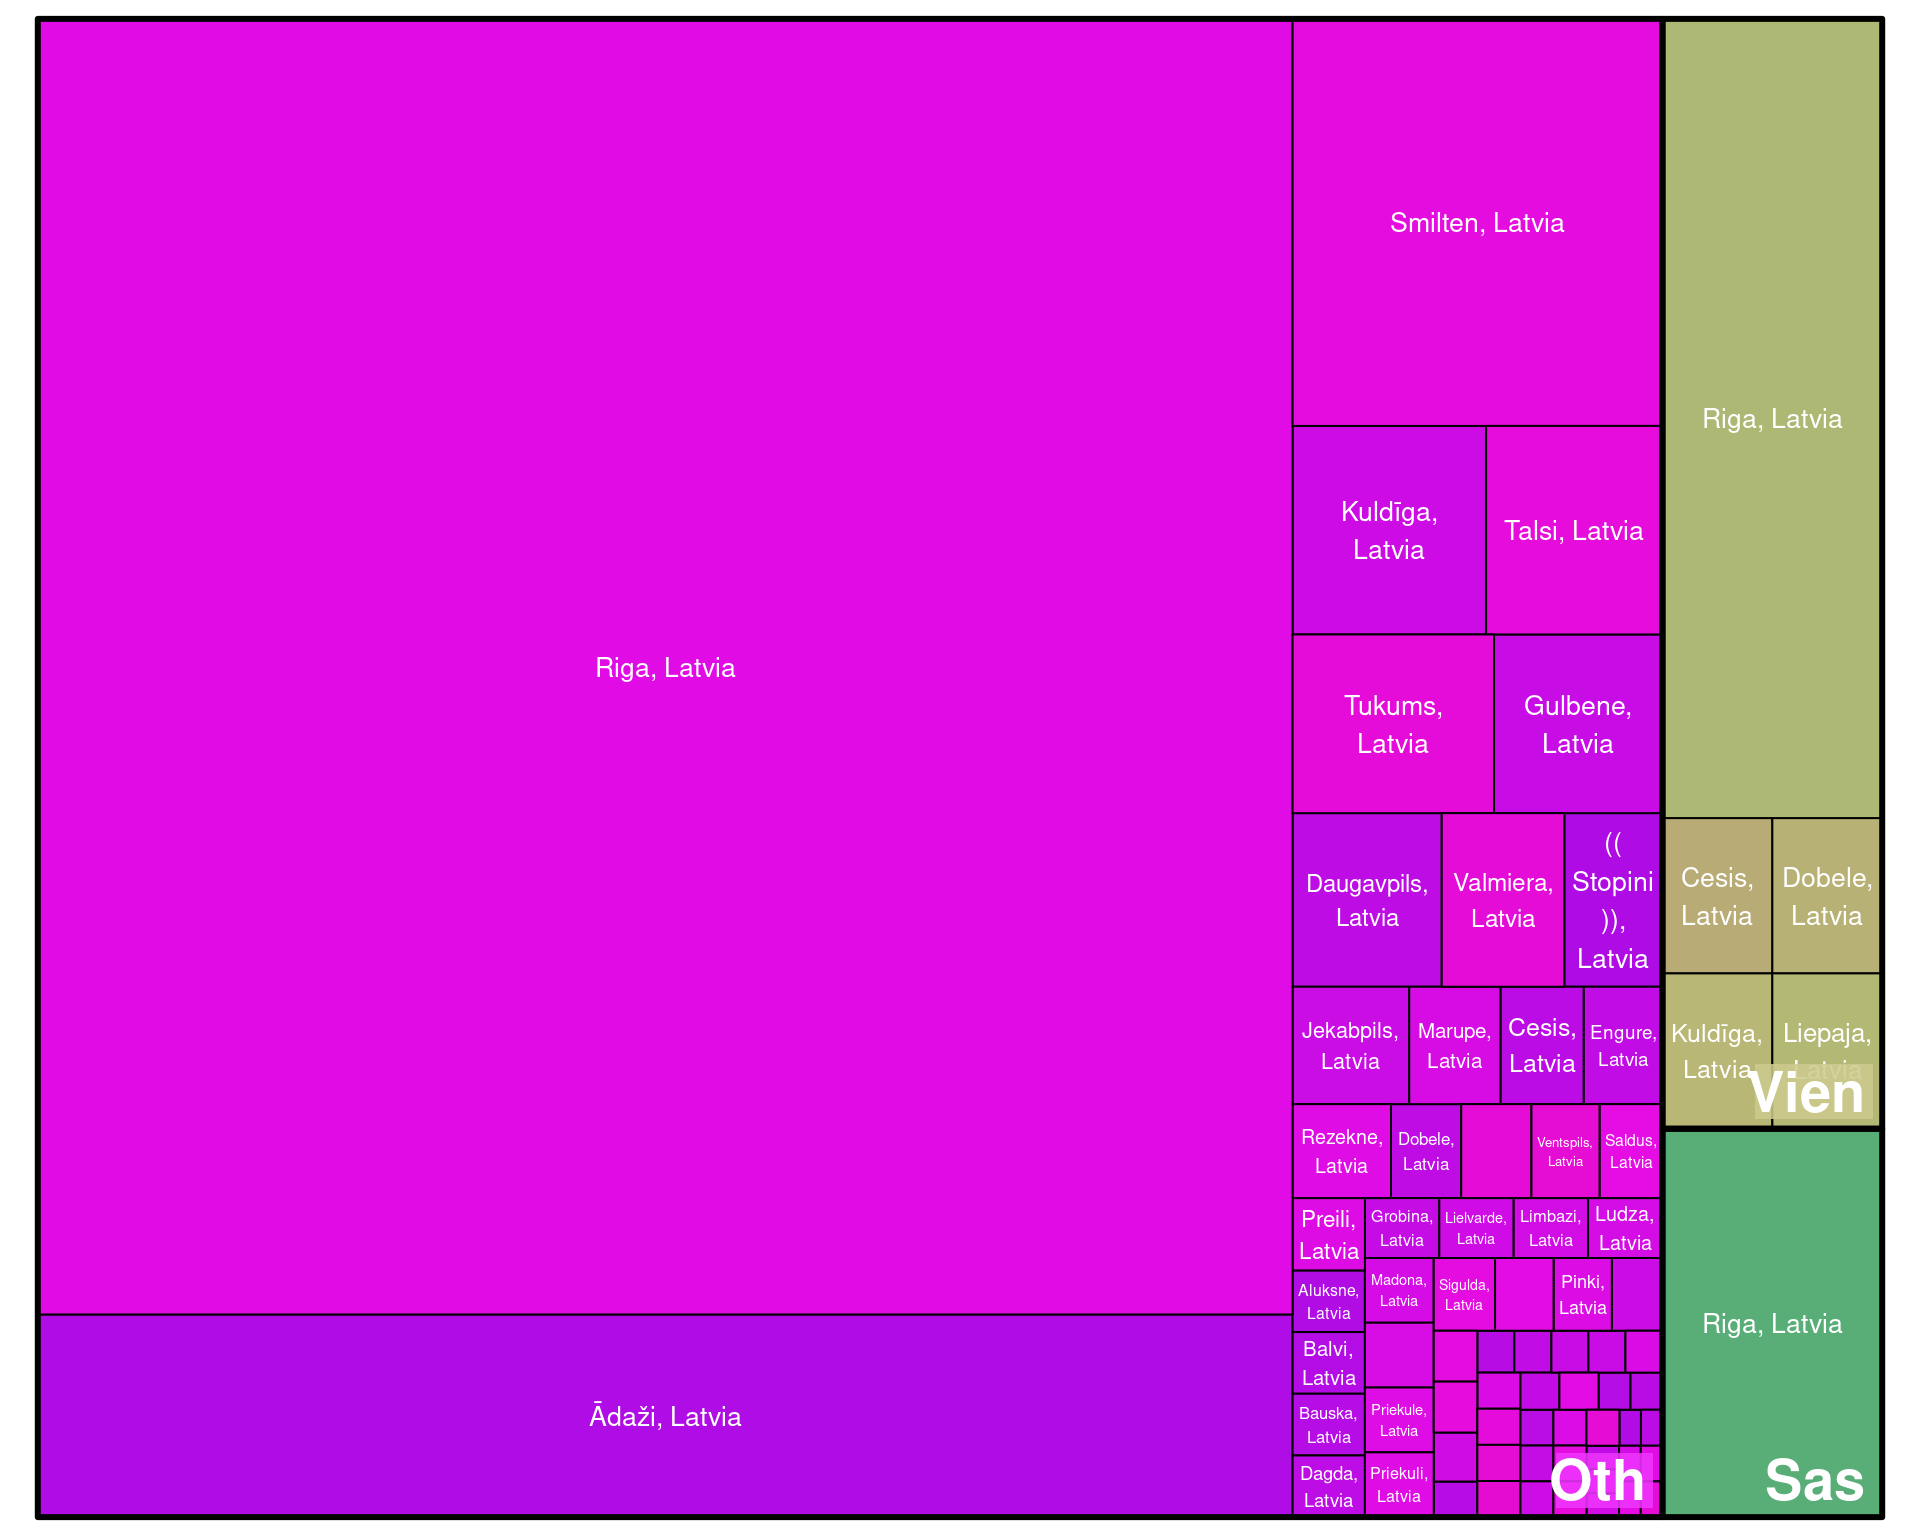 Riga, Latvia
Ādaži, Latvia
Smilten, Latvia
Kuldīga,
Latvia
Talsi, Latvia
Tukums,
Latvia
Gulbene,
Latvia
Daugavpils,
Latvia
Valmiera,
Latvia
((
Stopini
)),
Latvia
Jekabpils,
Latvia
Marupe,
Latvia
Cesis,
Latvia
Engure,
Latvia
Rezekne,
Latvia
Dobele,
Latvia
Ventspils,
Latvia
Saldus,
Latvia
Preili,
Latvia
Grobina,
Latvia
Lielvarde,
Latvia
Limbazi,
Latvia
Ludza,
Latvia
Aluksne,
Latvia
Madona,
Latvia
Sigulda,
Latvia
Pinki,
Latvia
Balvi,
Latvia
Bauska,
Latvia
Priekule,
Latvia
Dagda,
Latvia
Priekuli,
Latvia
Oth
Riga, Latvia
Cesis,
Latvia
Dobele,
Latvia
Kuldīga,
Latvia
Liepaja,
Latvia
Vien
Riga, Latvia
Sas